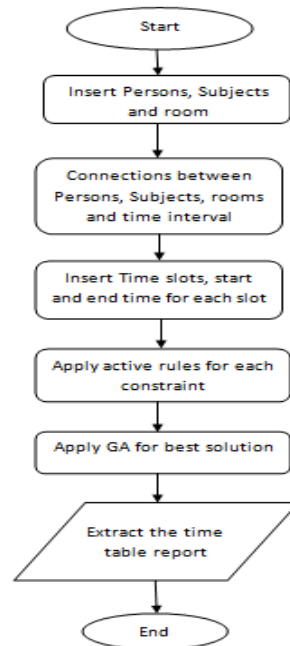 Start
Insert Persons, Subjects
and room
Connections between
Persons, Subjects, rooms
and time interval
Insert Time slots, start
and end time for each slot
Apply active rules for each
constraint
Apply GA for best solution
Extract the time
table report
End